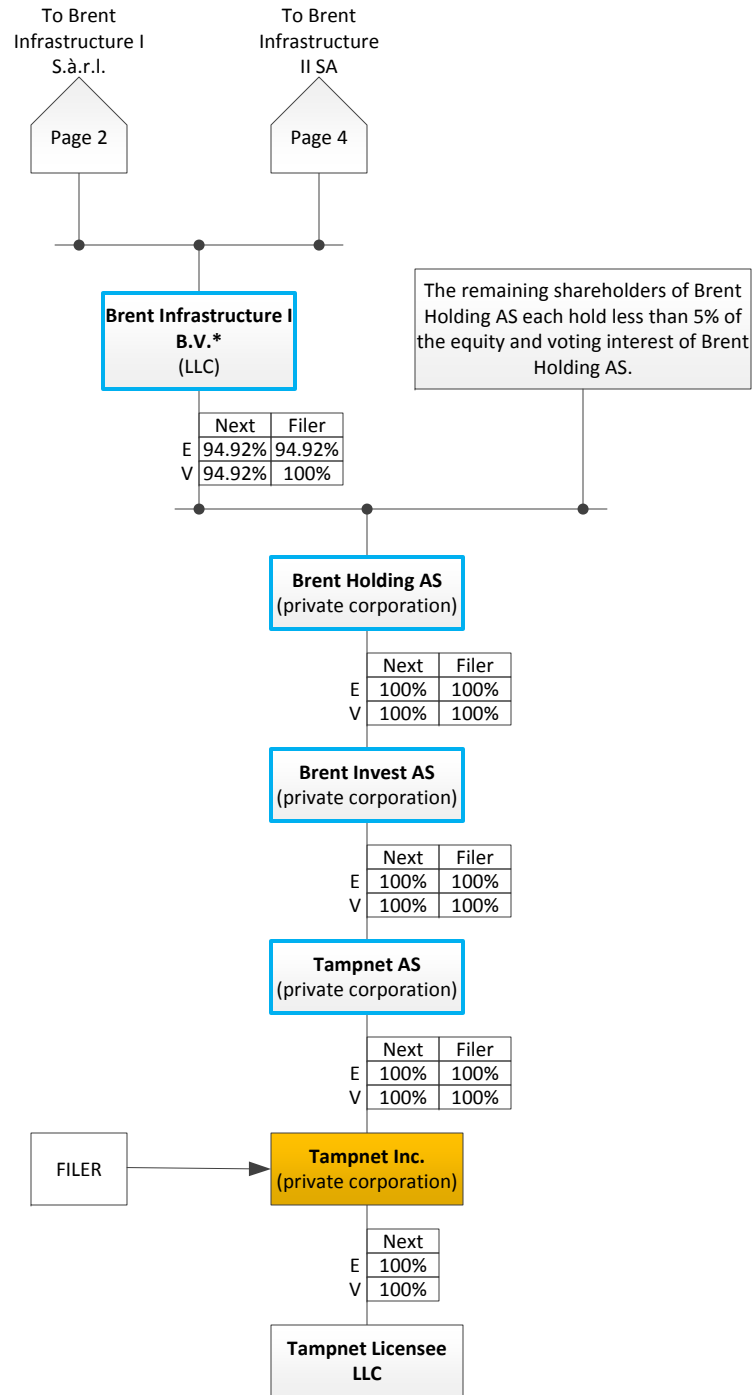 To Brent
Infrastructure I
S.à.r.l.
To Brent
Infrastructure
II SA
Page 2
Page 4
Brent Infrastructure I
B.V.*
(LLC)
The remaining shareholders of Brent
Holding AS each hold less than 5% of
the equity and voting interest of Brent
Holding AS.
Next Filer
E 94.92% 94.92%
V 94.92% 100%
Brent Holding AS
(private corporation)
Next Filer
E 100% 100%
V 100% 100%
Brent Invest AS
(private corporation)
Next Filer
E 100% 100%
V 100% 100%
Tampnet AS
(private corporation)
Next Filer
E 100% 100%
V 100% 100%
FILER
Tampnet Inc.
(private corporation)
Next
E 100%
V 100%
Tampnet Licensee
LLC